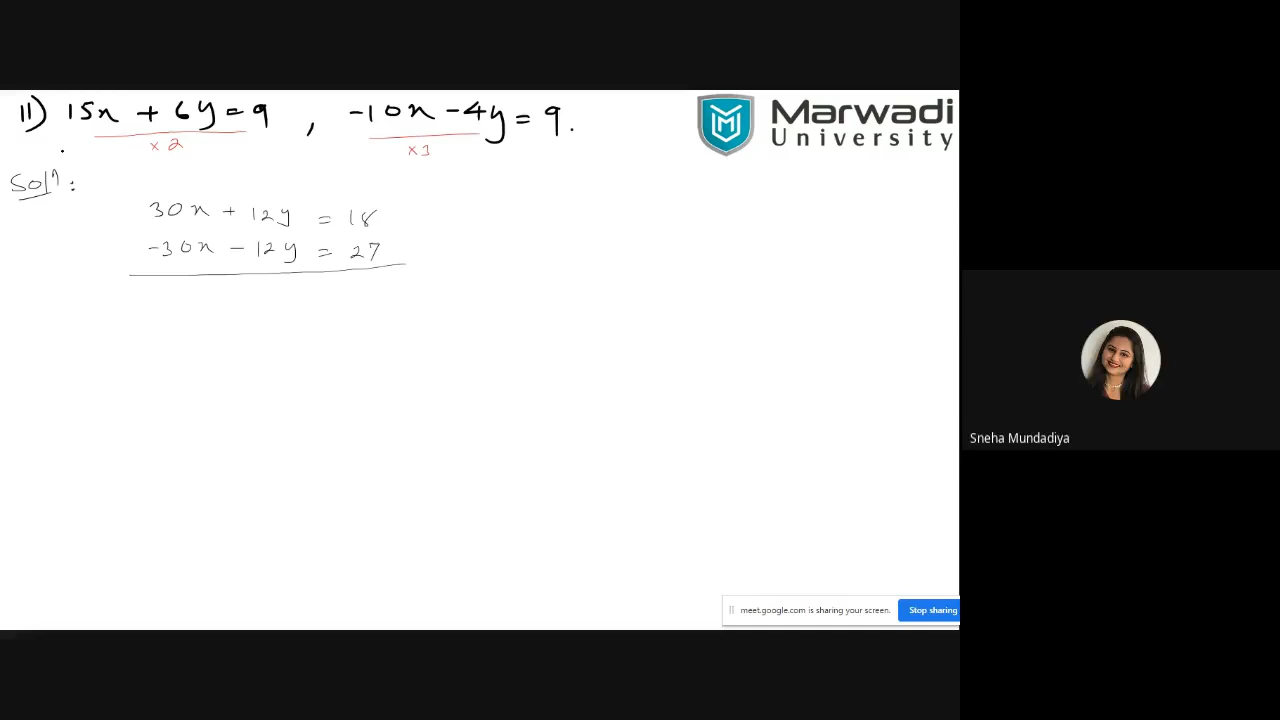 11) 15x + 6y = 9 , -10x - 4y = 9.
×2 ×3
Solⁿ :
30x + 12y = 18
-30x - 12y = 27
Marwadi
University
Sneha Mundadiya
meet.google.com is sharing your screen. Stop sharing